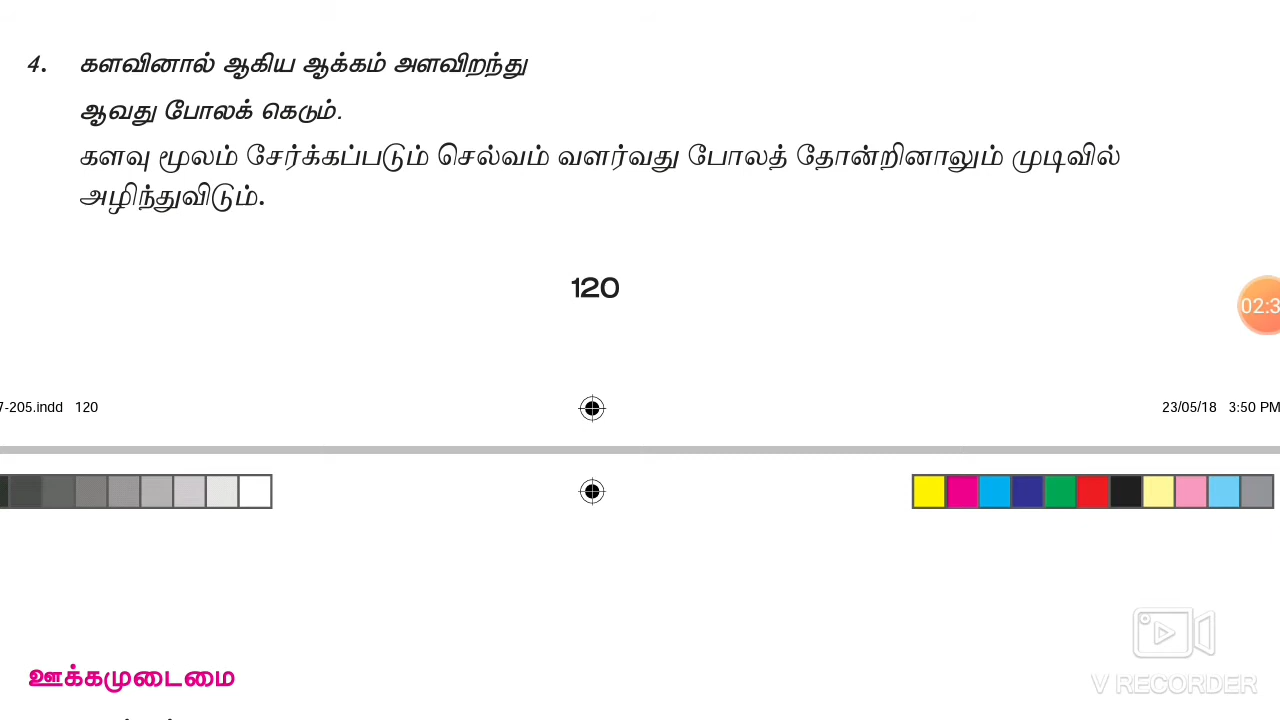 4. களவினால் ஆகிய ஆக்கம் அளவிறந்து
ஆவது போலக் கெடும்.
களவு மூலம் சேர்க்கப்படும் செல்வம் வளர்வது போலத் தோன்றினாலும் முடிவில்
அழிந்துவிடும்.
120
02:3
7-205.indd 120
23/05/18 3:50 PM
V RECORDER
ஊக்கமுடைமை